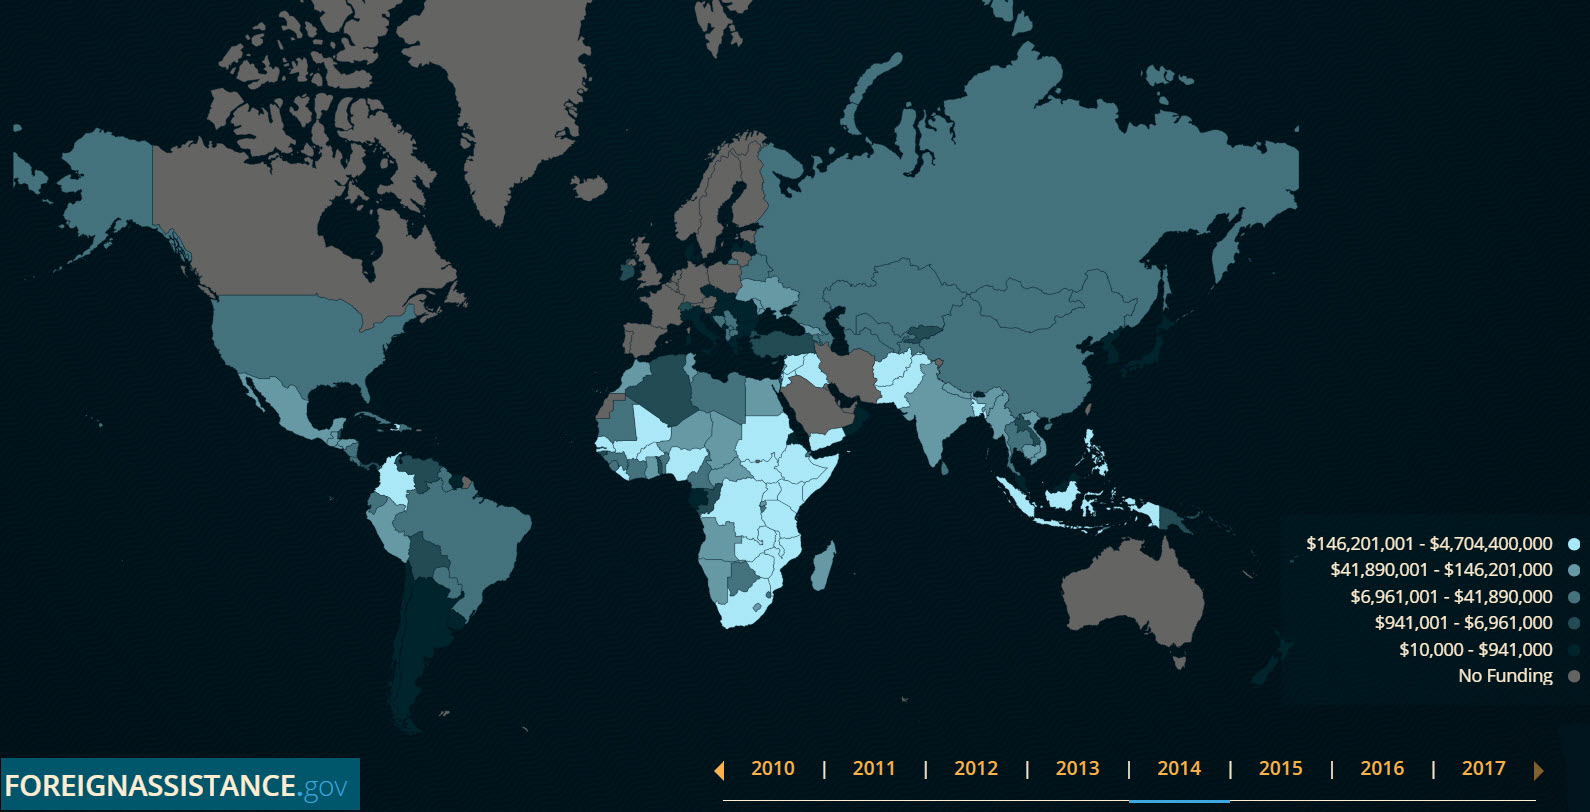 $146,201,001 - $4,704,400,000
$41,890,001 - $146,201,000
$6,961,001 - $41,890,000
$941,001 - $6,961,000
$10,000 - $941,000
No Funding
FOREIGNASSISTANCE.gov
2010 | 2011 | 2012 | 2013 | 2014 | 2015 | 2016 | 2017